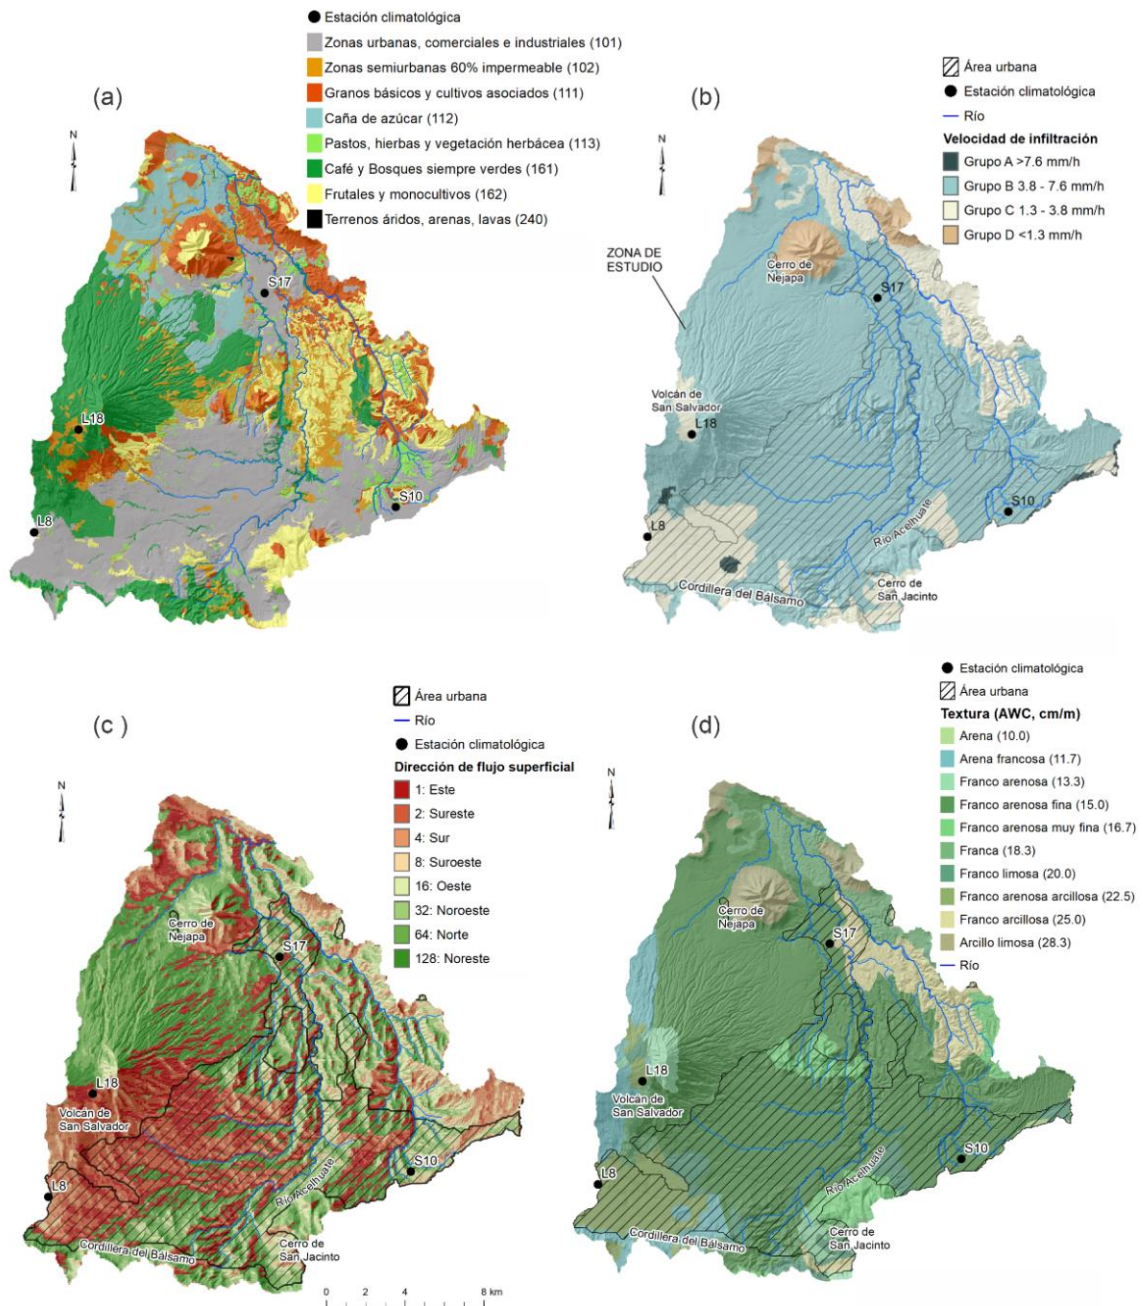 (a)
Estación climatológica
Zonas urbanas, comerciales e industriales (101)
Zonas semiurbanas 60% impermeable (102)
Granos básicos y cultivos asociados (111)
Caña de azúcar (112)
Pastos, hierbas y vegetación herbácea (113)
Café y Bosques siempre verdes (161)
Frutales y monocultivos (162)
Terrenos áridos, arenas, lavas (240)
N
S17
L18
S10
L8
(b)
Área urbana
Estación climatológica
Río
Velocidad de infiltración
Grupo A >7.6 mm/h
Grupo B 3.8 - 7.6 mm/h
Grupo C 1.3 - 3.8 mm/h
Grupo D <1.3 mm/h
N
ZONA DE
ESTUDIO
Cerro de
Nejapa
S17
Volcán de
San Salvador
L18
S10
L8
Río Acelhuate
Cordillera del Bálsamo
Cerro de
San Jacinto
(c)
Área urbana
Río
Estación climatológica
Dirección de flujo superficial
1: Este
2: Sureste
4: Sur
8: Suroeste
16: Oeste
32: Noroeste
64: Norte
128: Noreste
N
Cerro de
Nejapa
S17
L18
Volcán de
San Salvador
S10
L8
Río Acelhuate
Cordillera del Bálsamo
Cerro de
San Jacinto
0 2 4 8 km
(d)
Estación climatológica
Área urbana
Textura (AWC, cm/m)
Arena (10.0)
Arena francosa (11.7)
Franco arenosa (13.3)
Franco arenosa fina (15.0)
Franco arenosa muy fina (16.7)
Franca (18.3)
Franco limosa (20.0)
Franco arenosa arcillosa (22.5)
Franco arcillosa (25.0)
Arcillo limosa (28.3)
Río
N
Cerro de
Nejapa
S17
L18
Volcán de
San Salvador
S10
L8
Río Acelhuate
Cordillera del Bálsamo
Cerro de
San Jacinto